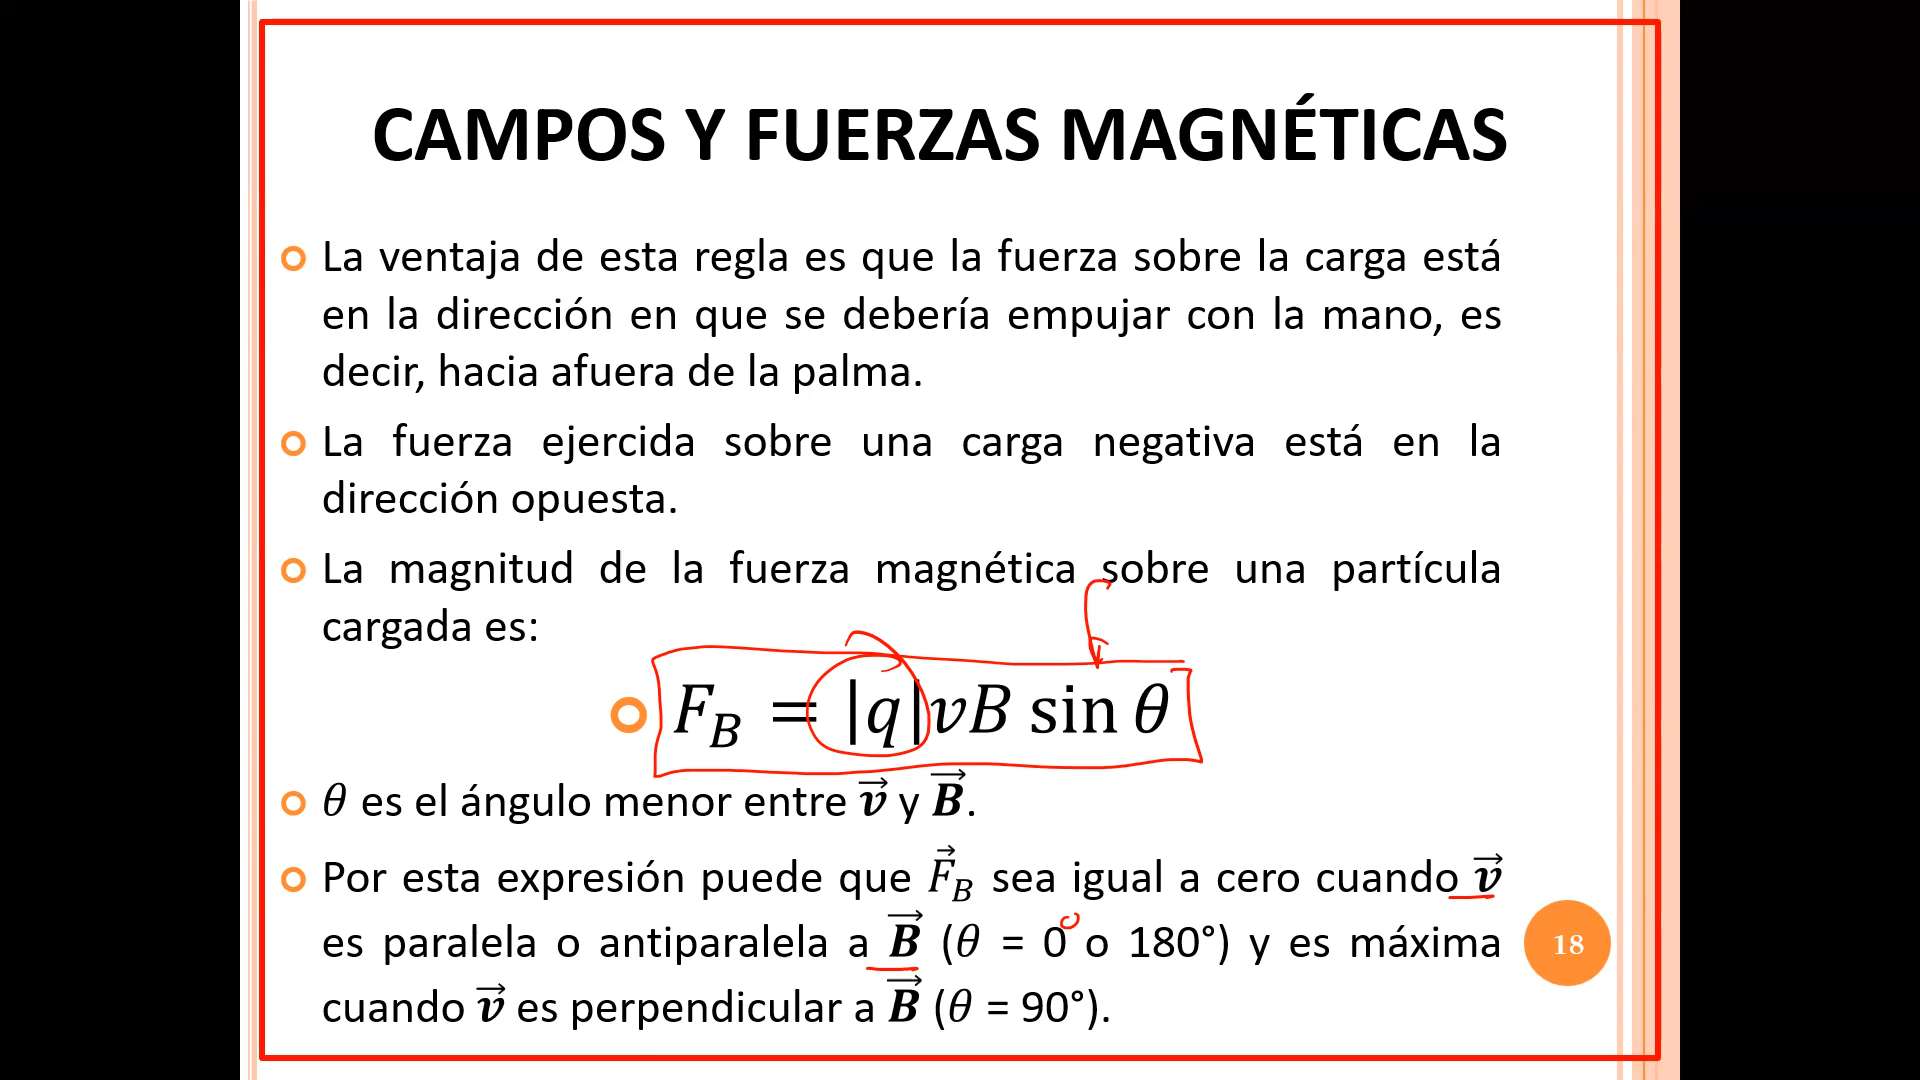 CAMPOS Y FUERZAS MAGNÉTICAS
La ventaja de esta regla es que la fuerza sobre la carga está
en la dirección en que se debería empujar con la mano, es
decir, hacia afuera de la palma.
La fuerza ejercida sobre una carga negativa está en la
dirección opuesta.
La magnitud de la fuerza magnética sobre una partícula
cargada es:
F_B = |q|vB sin θ
θ es el ángulo menor entre v⃗ y B⃗.
Por esta expresión puede que F⃗_B sea igual a cero cuando v⃗
es paralela o antiparalela a B⃗ (θ = 0° o 180°) y es máxima
cuando v⃗ es perpendicular a B⃗ (θ = 90°).
18